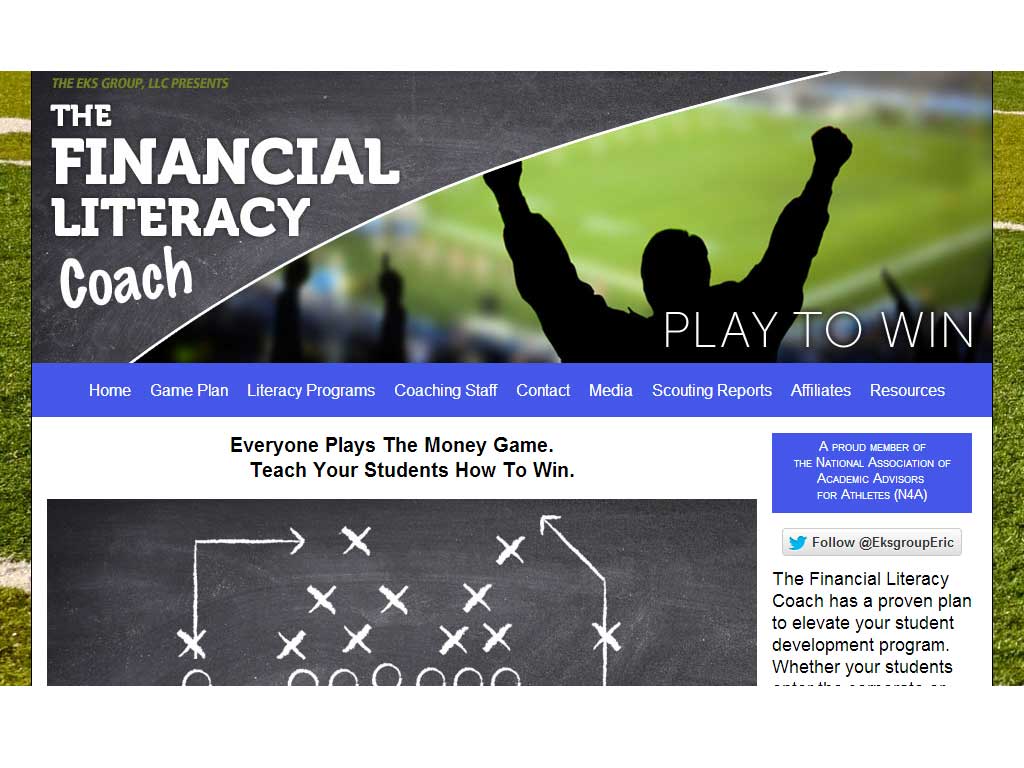 THE EKS GROUP, LLC PRESENTS
THE
FINANCIAL
LITERACY
Coach
PLAY TO WIN
Home Game Plan Literacy Programs Coaching Staff Contact Media Scouting Reports Affiliates Resources
Everyone Plays The Money Game.
Teach Your Students How To Win.
A proud member of
the National Association of
Academic Advisors
for Athletes (N4A)
Follow @EksgroupEric
The Financial Literacy
Coach has a proven plan
to elevate your student
development program.
Whether your students